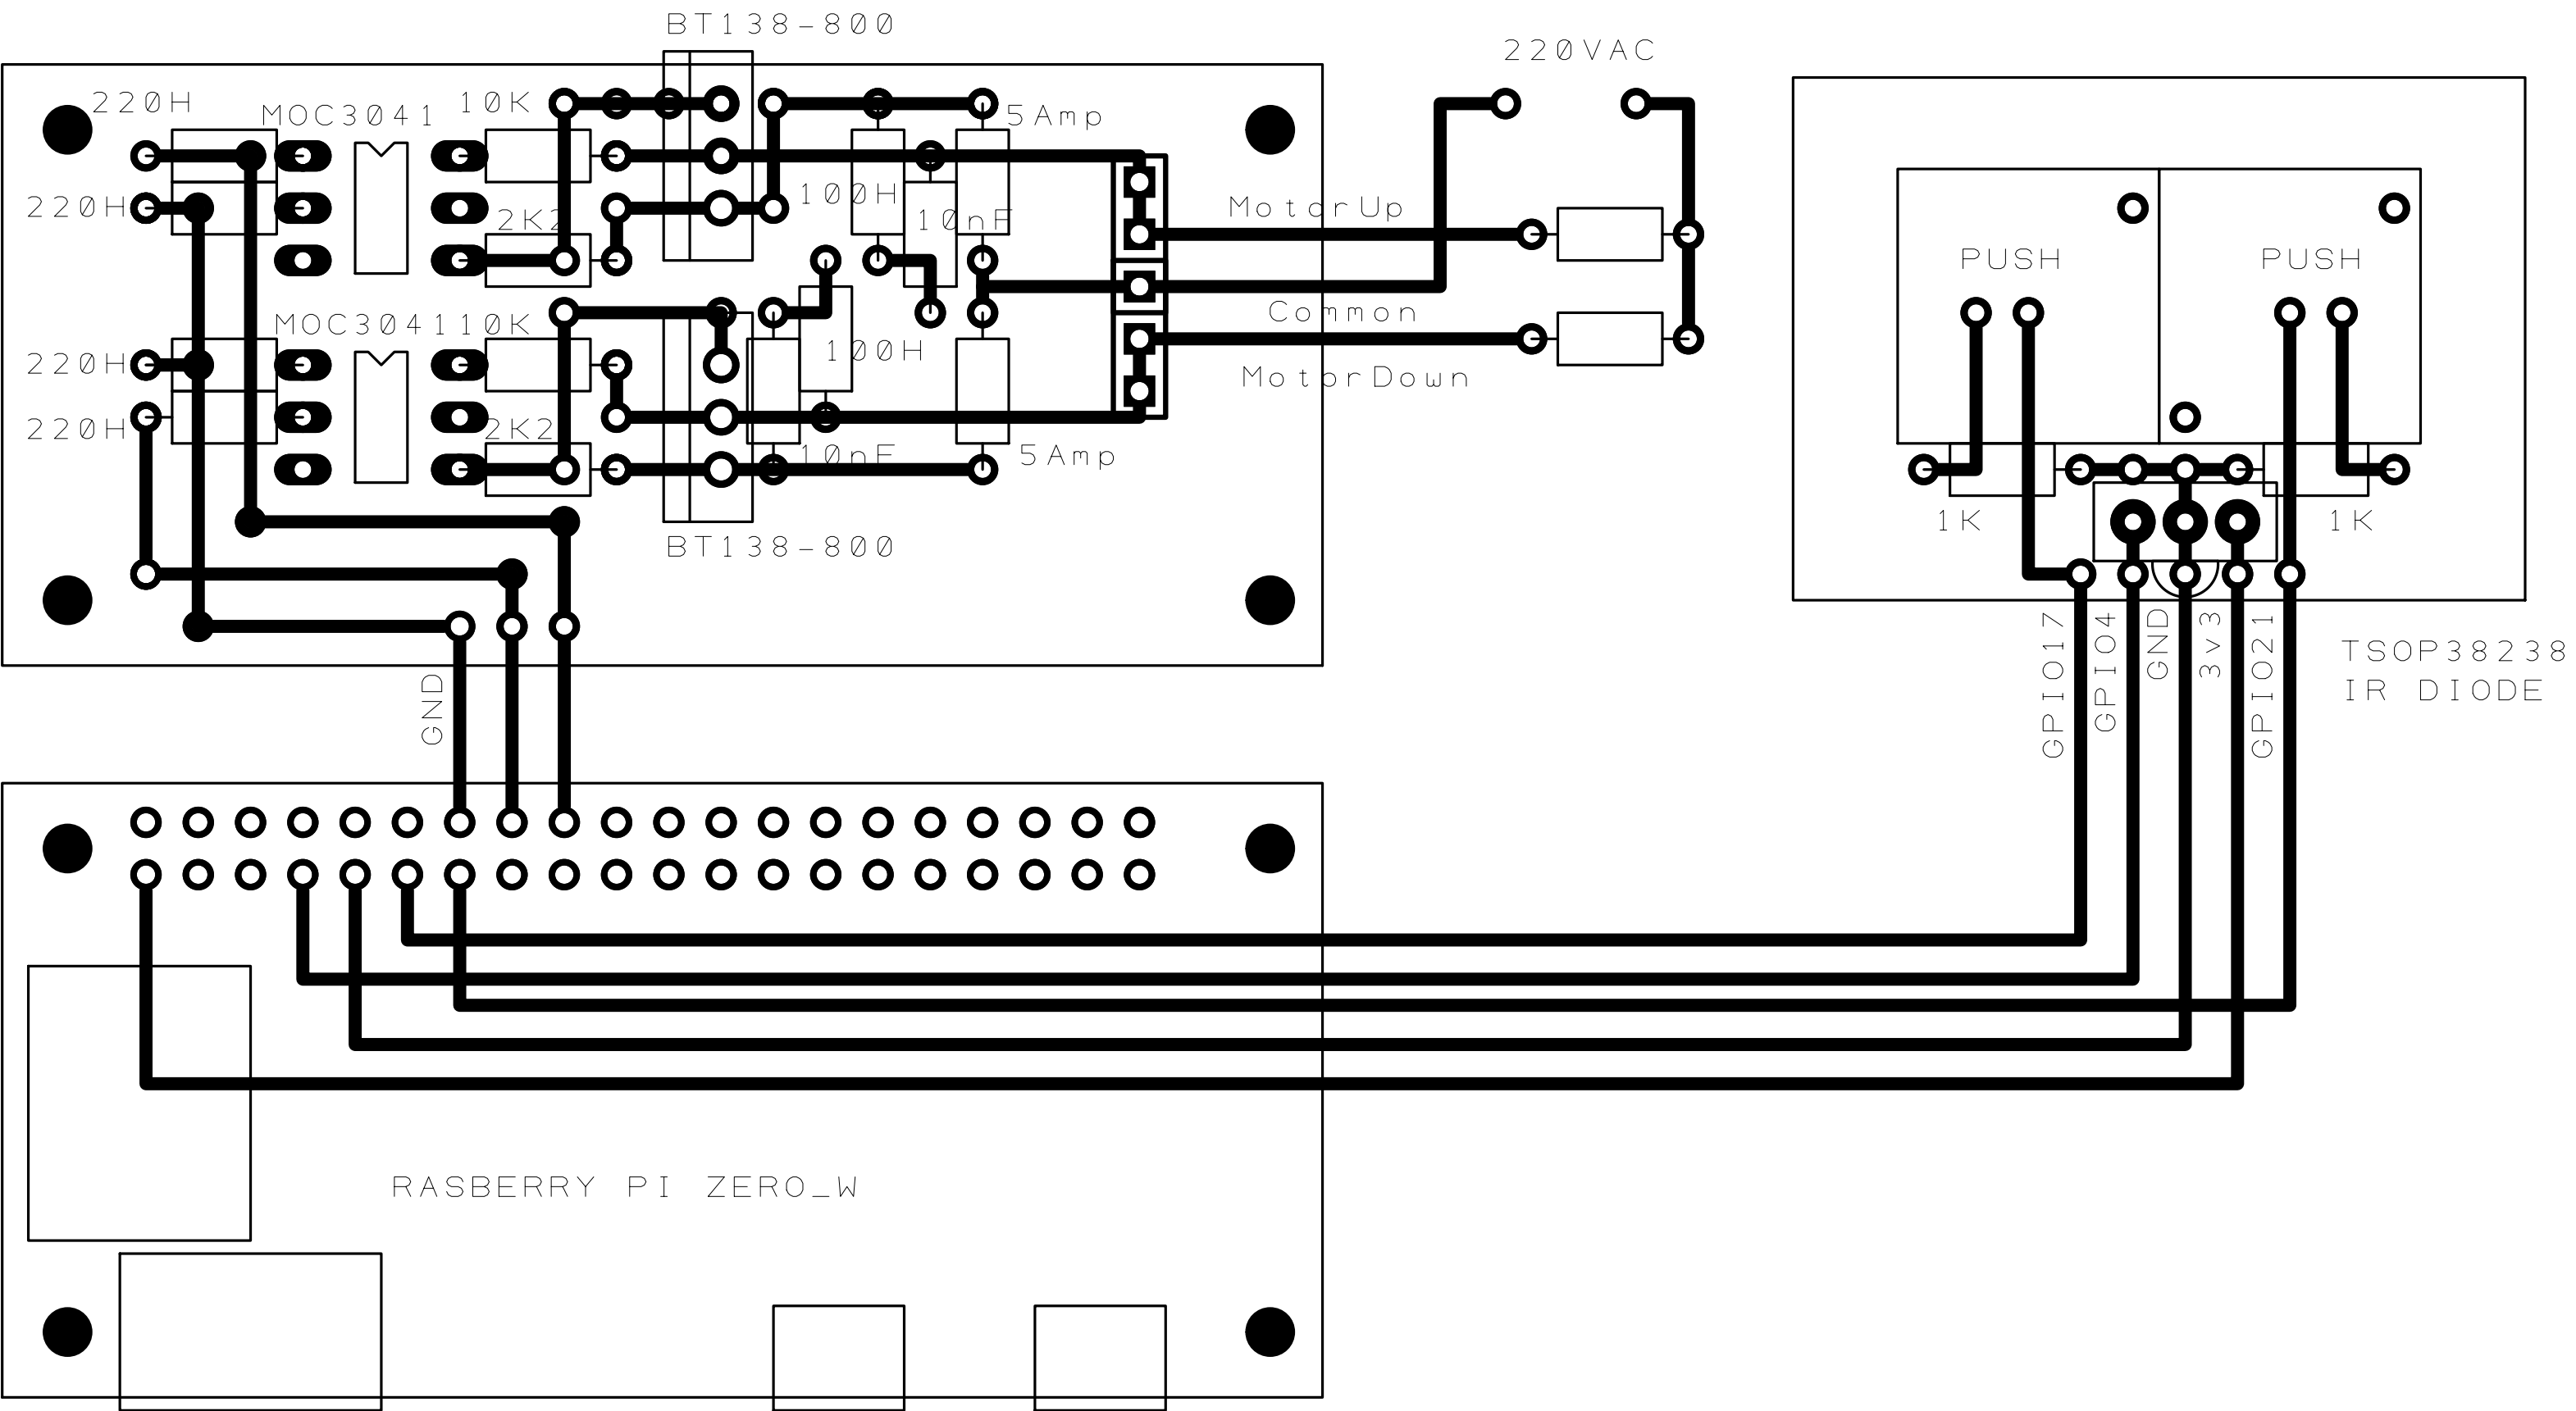 BT138-800
220VAC
220H
MOC3041
10K
5Amp
220H
2K2
100H
10nF
MotorUp
PUSH
PUSH
Common
MOC3041
10K
100H
220H
MotorDown
220H
2K2
10nF
5Amp
1K
1K
BT138-800
GND
GPIO17
GPIO4
GND
3v3
GPIO21
TSOP38238
IR DIODE
RASBERRY PI ZERO_W